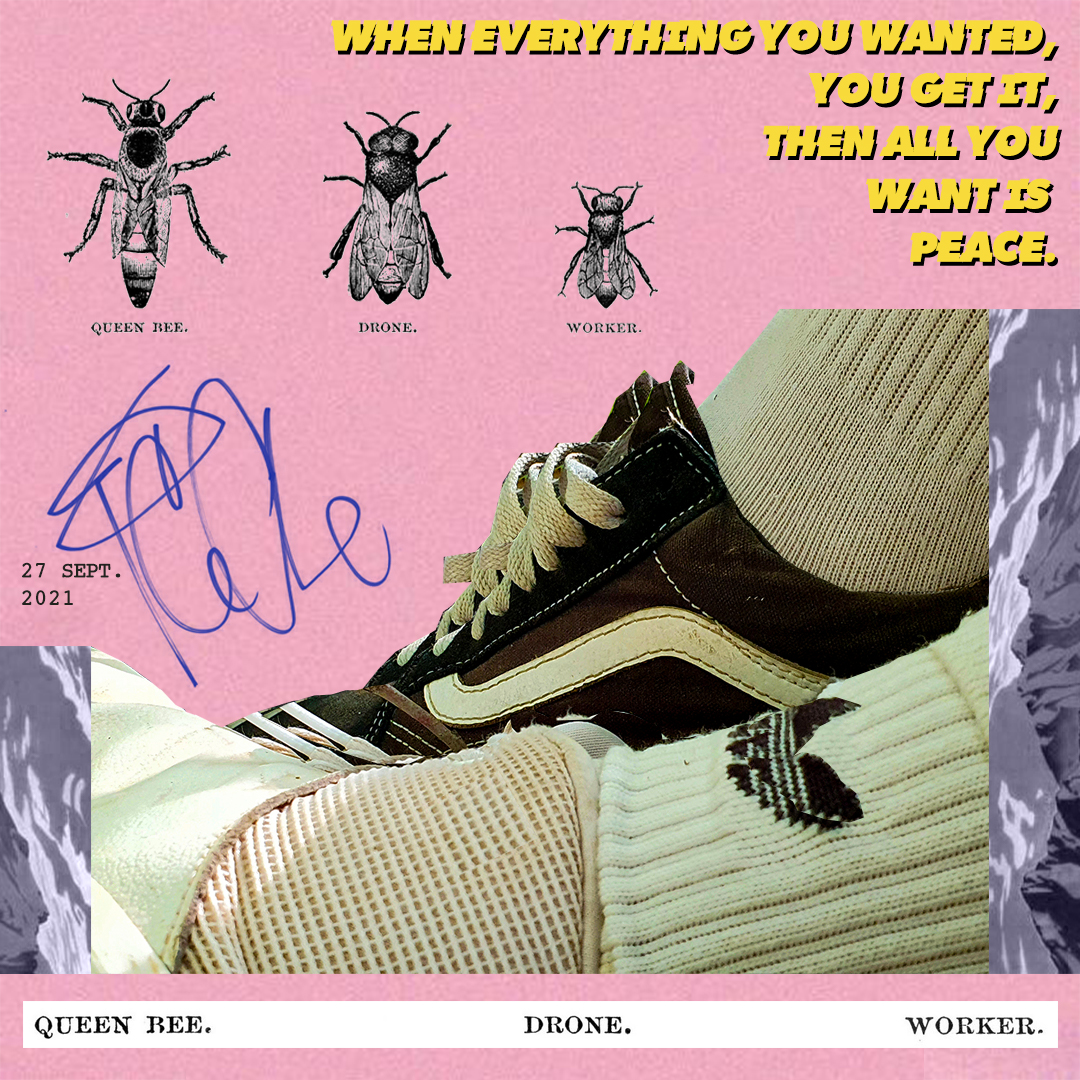 WHEN EVERYTHING YOU WANTED,
YOU GET IT,
THEN ALL YOU
WANT IS
PEACE.
QUEEN BEE.
DRONE.
WORKER.
27 SEPT.
2021
QUEEN BEE.
DRONE.
WORKER.